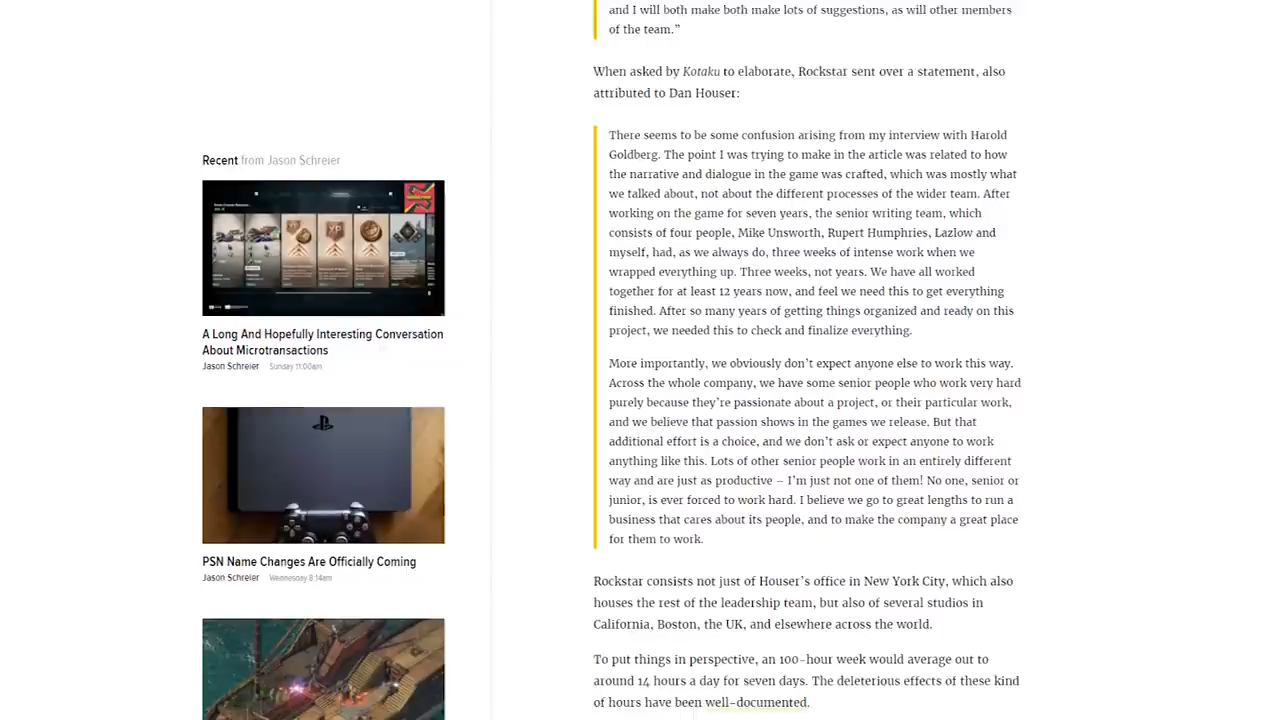 and I will both make both make lots of suggestions, as will other members
of the team.”
When asked by Kotaku to elaborate, Rockstar sent over a statement, also
attributed to Dan Houser:
There seems to be some confusion arising from my interview with Harold
Goldberg. The point I was trying to make in the article was related to how
the narrative and dialogue in the game was crafted, which was mostly what
we talked about, not about the different processes of the wider team. After
working on the game for seven years, the senior writing team, which
consists of four people, Mike Unsworth, Rupert Humphries, Lazlow and
myself, had, as we always do, three weeks of intense work when we
wrapped everything up. Three weeks, not years. We have all worked
together for at least 12 years now, and feel we need this to get everything
finished. After so many years of getting things organized and ready on this
project, we needed this to check and finalize everything.
More importantly, we obviously don’t expect anyone else to work this way.
Across the whole company, we have some senior people who work very hard
purely because they’re passionate about a project, or their particular work,
and we believe that passion shows in the games we release. But that
additional effort is a choice, and we don’t ask or expect anyone to work
anything like this. Lots of other senior people work in an entirely different
way and are just as productive – I’m just not one of them! No one, senior or
junior, is ever forced to work hard. I believe we go to great lengths to run a
business that cares about its people, and to make the company a great place
for them to work.
Rockstar consists not just of Houser’s office in New York City, which also
houses the rest of the leadership team, but also of several studios in
California, Boston, the UK, and elsewhere across the world.
To put things in perspective, an 100-hour week would average out to
around 14 hours a day for seven days. The deleterious effects of these kind
of hours have been well-documented.
Recent from Jason Schreier
A Long And Hopefully Interesting Conversation
About Microtransactions
Jason Schreier Sunday 11:00am
PSN Name Changes Are Officially Coming
Jason Schreier Wednesday 8:14am